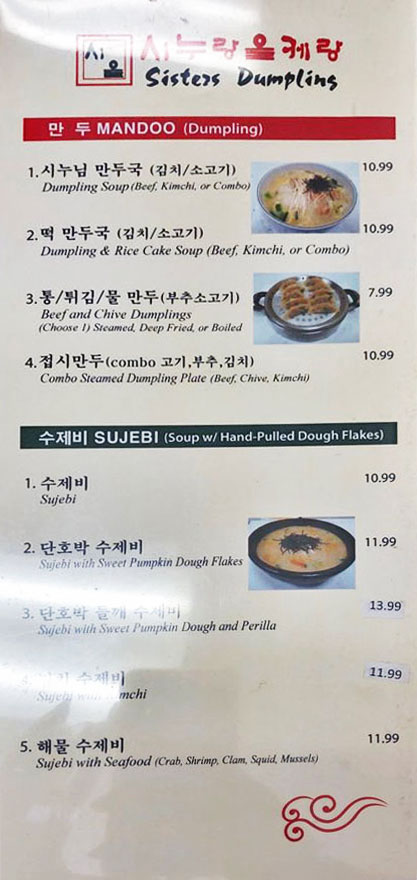 시올 시누랑올케랑
Sisters Dumpling
만 두 MANDOO (Dumpling)
1. 시누님 만두국 (김치/소고기) 10.99
Dumpling Soup (Beef, Kimchi, or Combo)
2. 떡 만두국 (김치/소고기) 10.99
Dumpling & Rice Cake Soup (Beef, Kimchi, or Combo)
3. 통/튀김/물 만두(부추소고기) 7.99
Beef and Chive Dumplings
(Choose 1) Steamed, Deep Fried, or Boiled
4. 접시만두(combo 고기,부추,김치) 10.99
Combo Steamed Dumpling Plate (Beef, Chive, Kimchi)
수제비 SUJEBI (Soup w/ Hand-Pulled Dough Flakes)
1. 수제비 10.99
Sujebi
2. 단호박 수제비 11.99
Sujebi with Sweet Pumpkin Dough Flakes
3. 단호박 들깨 수제비 13.99
Sujebi with Sweet Pumpkin Dough and Perilla
4. 수제비 11.99
Sujebi with Kimchi
5. 해물 수제비 11.99
Sujebi with Seafood (Crab, Shrimp, Clam, Squid, Mussels)